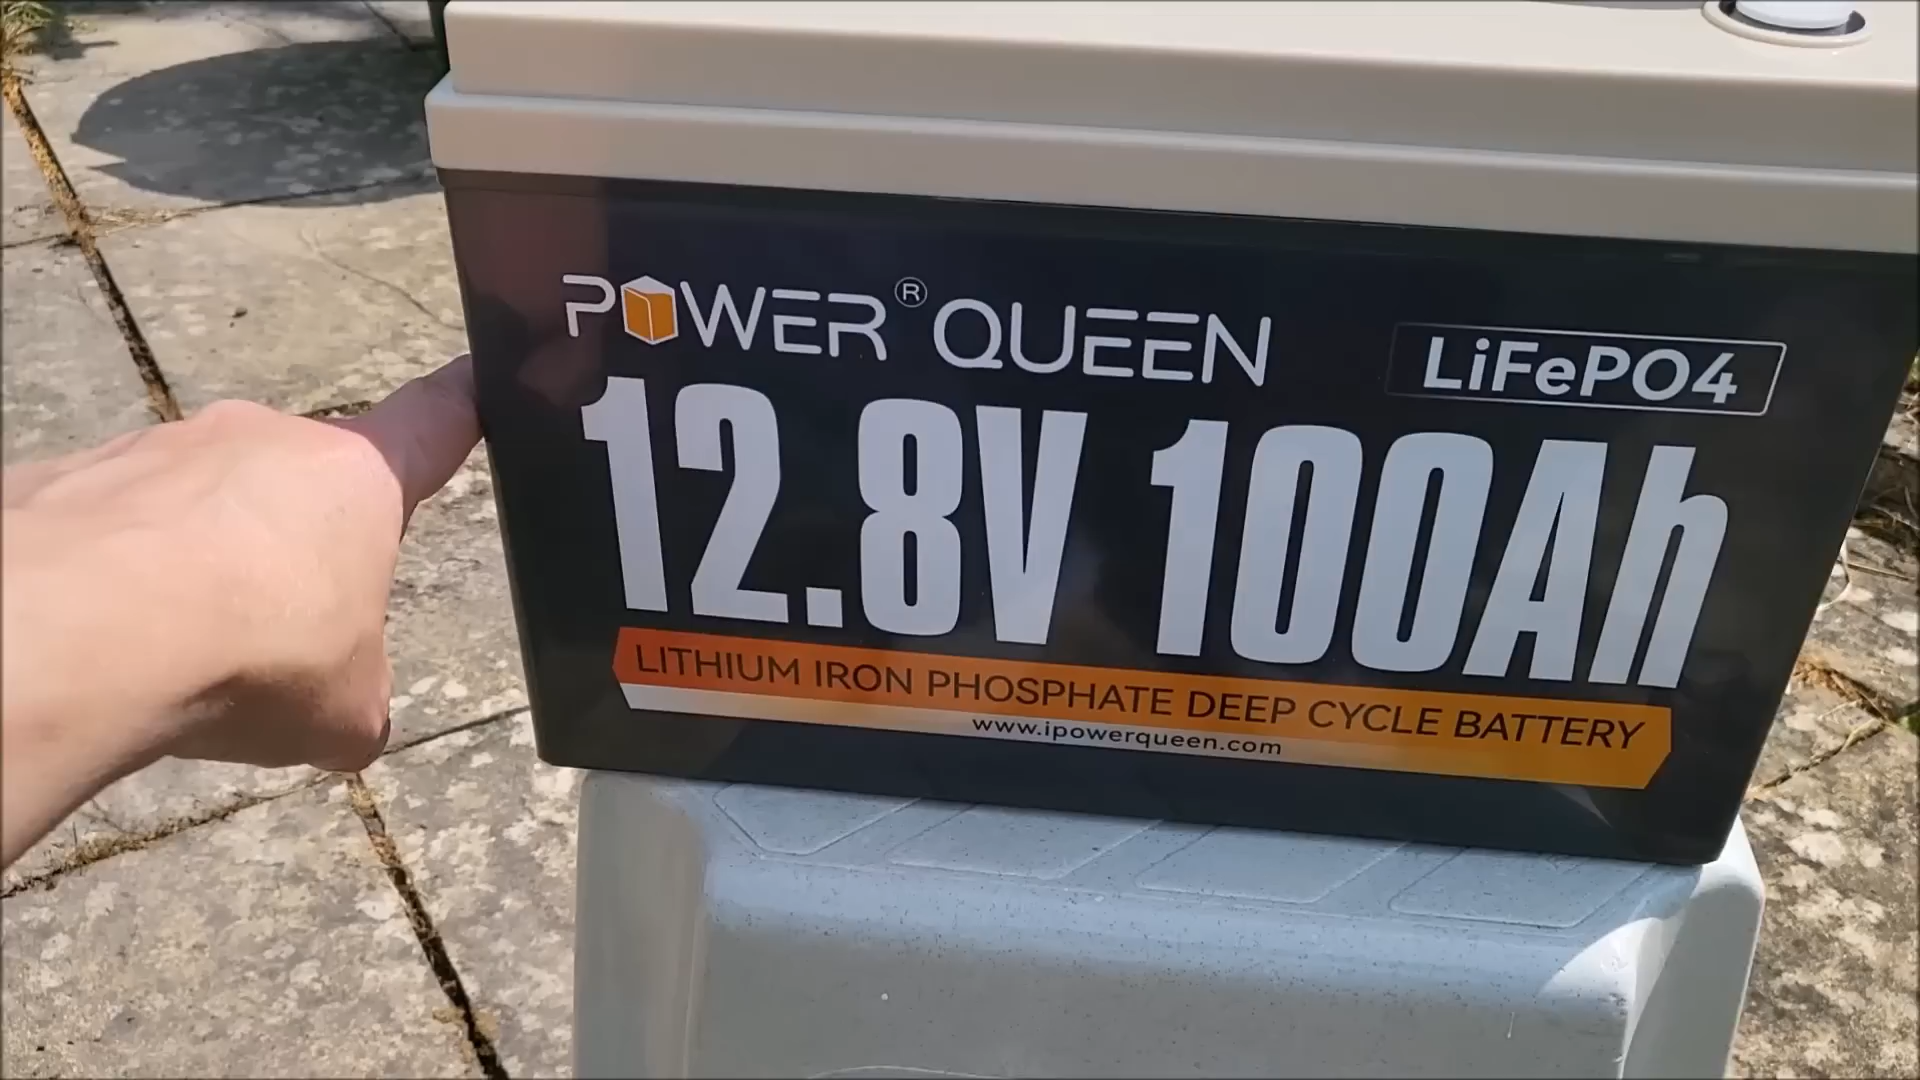 POWER® QUEEN
LiFePO4
12.8V 100Ah
LITHIUM IRON PHOSPHATE DEEP CYCLE BATTERY
www.ipowerqueen.com